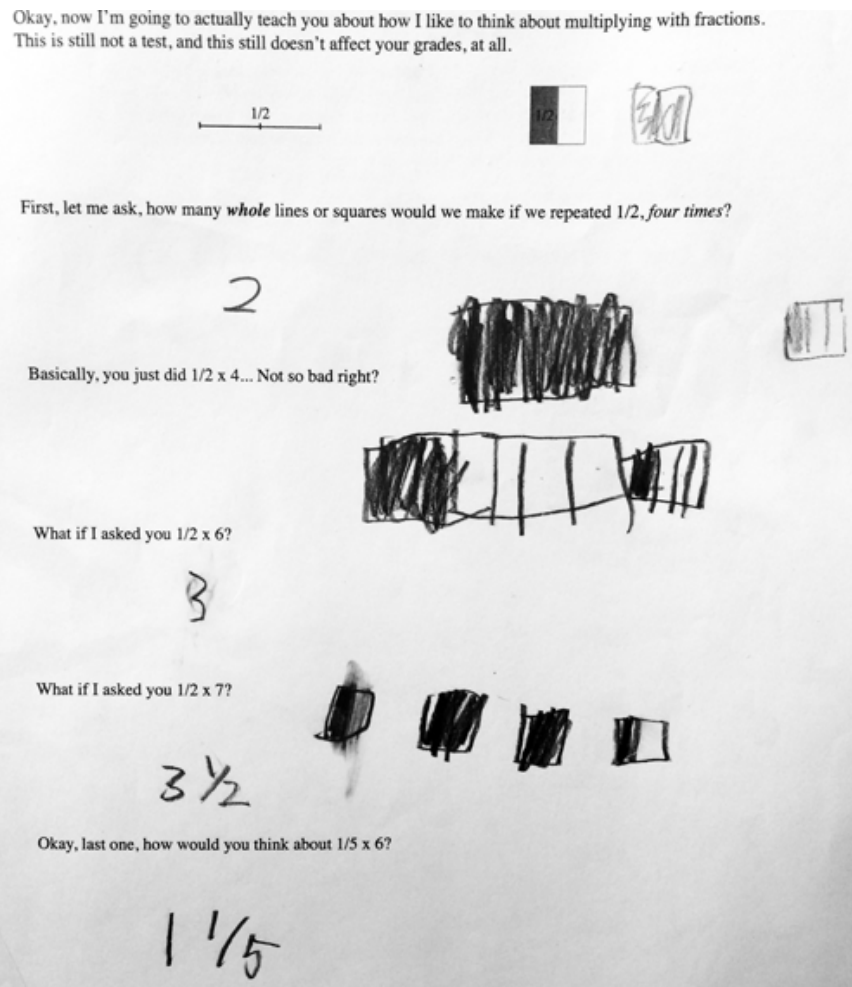 Okay, now I'm going to actually teach you about how I like to think about multiplying with fractions.
This is still not a test, and this still doesn't affect your grades, at all.
1/2
1/2
First, let me ask, how many whole lines or squares would we make if we repeated 1/2, four times?
2
Basically, you just did 1/2 x 4... Not so bad right?
What if I asked you 1/2 x 6?
3
What if I asked you 1/2 x 7?
3 1/2
Okay, last one, how would you think about 1/5 x 6?
1 1/5